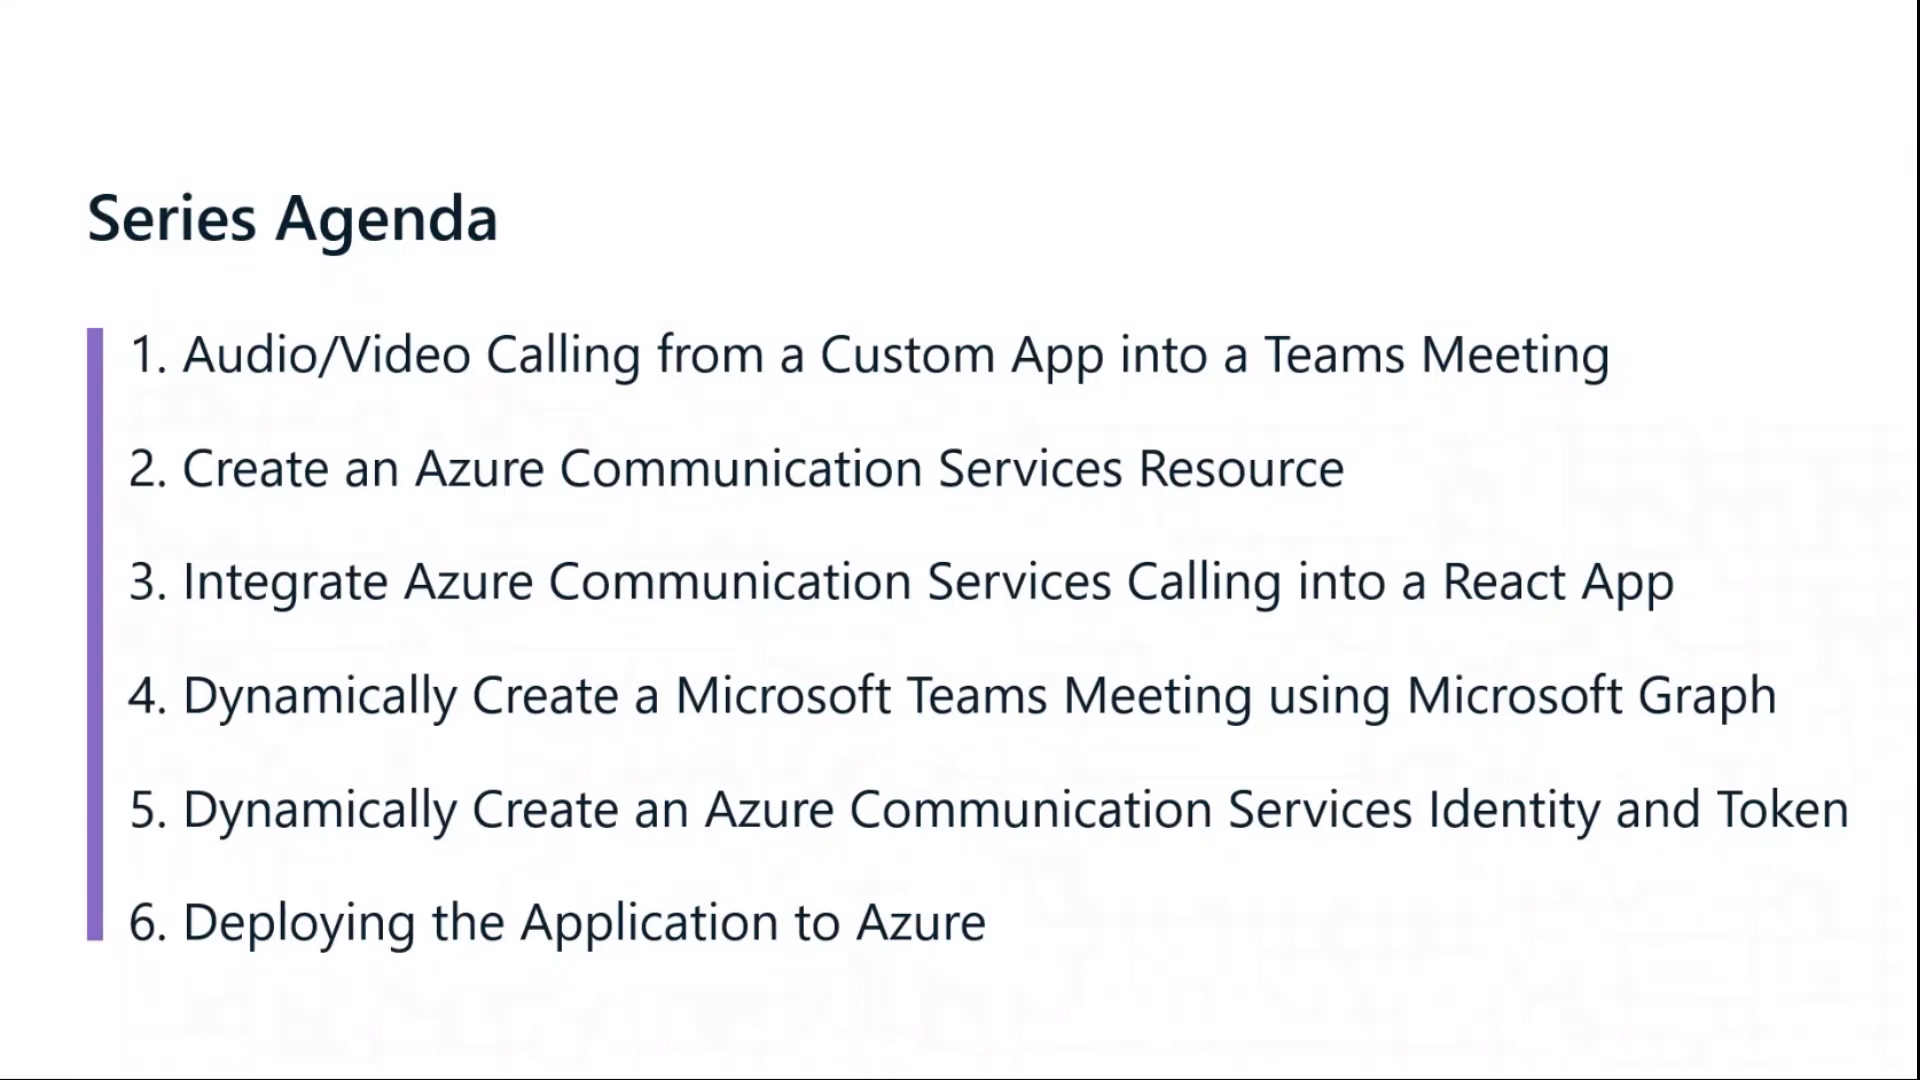 Series Agenda
1. Audio/Video Calling from a Custom App into a Teams Meeting
2. Create an Azure Communication Services Resource
3. Integrate Azure Communication Services Calling into a React App
4. Dynamically Create a Microsoft Teams Meeting using Microsoft Graph
5. Dynamically Create an Azure Communication Services Identity and Token
6. Deploying the Application to Azure